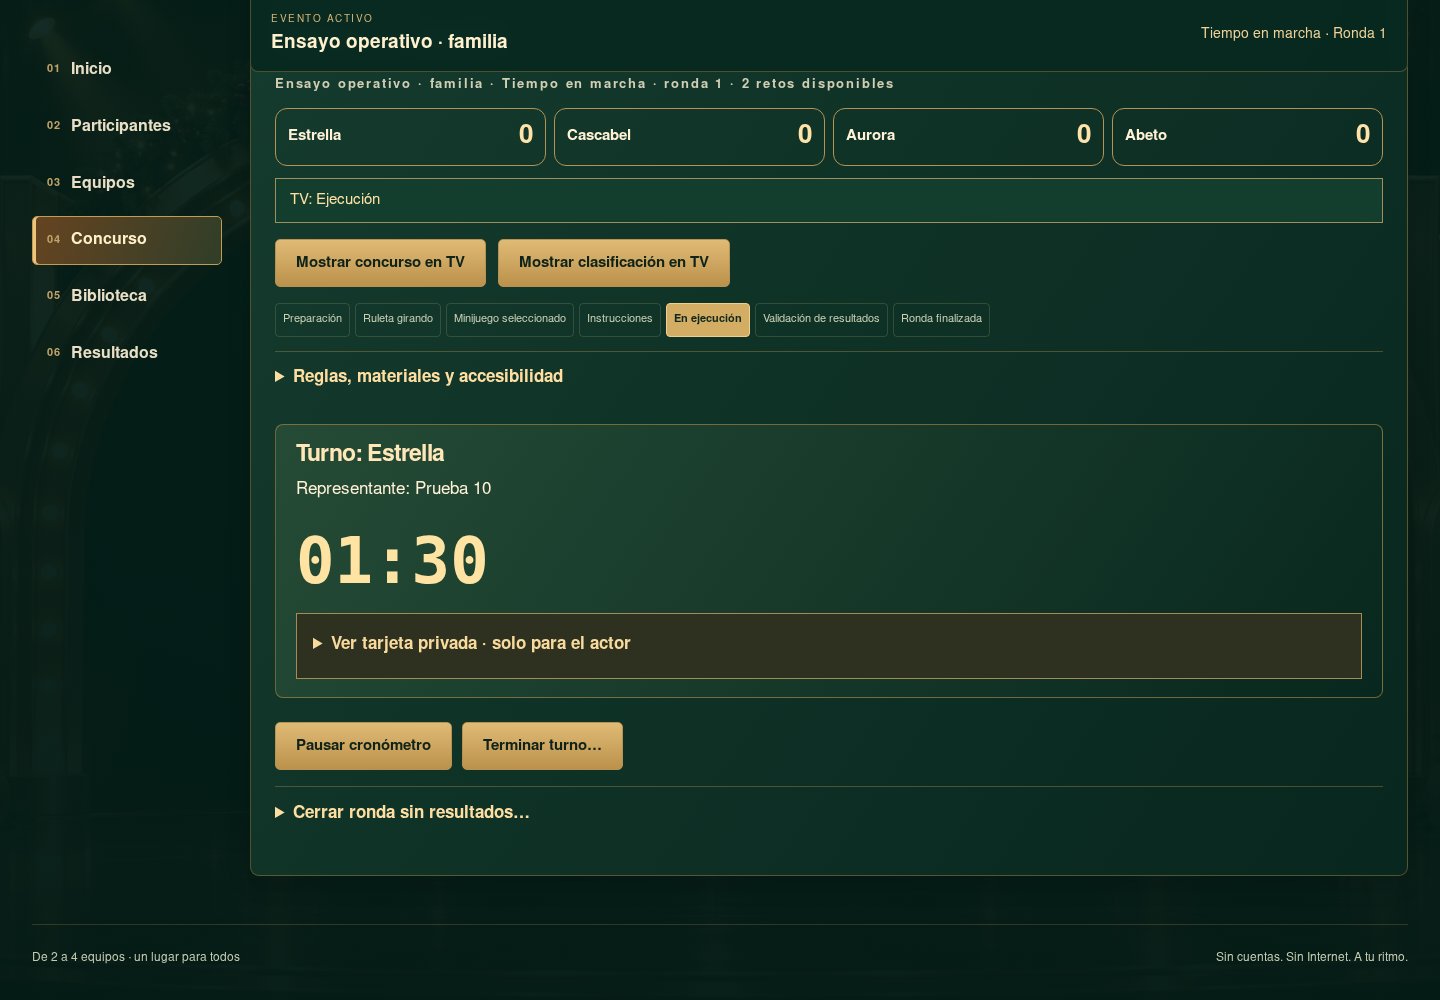 01 Inicio
02 Participantes
03 Equipos
04 Concurso
05 Biblioteca
06 Resultados
EVENTO ACTIVO
Ensayo operativo · familia
Tiempo en marcha · Ronda 1
Ensayo operativo · familia · Tiempo en marcha · ronda 1 · 2 retos disponibles
Estrella 0
Cascabel 0
Aurora 0
Abeto 0
TV: Ejecución
Mostrar concurso en TV
Mostrar clasificación en TV
Preparación
Ruleta girando
Minijuego seleccionado
Instrucciones
En ejecución
Validación de resultados
Ronda finalizada
Reglas, materiales y accesibilidad
Turno: Estrella
Representante: Prueba 10
01:30
Ver tarjeta privada · solo para el actor
Pausar cronómetro
Terminar turno…
Cerrar ronda sin resultados…
De 2 a 4 equipos · un lugar para todos
Sin cuentas. Sin Internet. A tu ritmo.